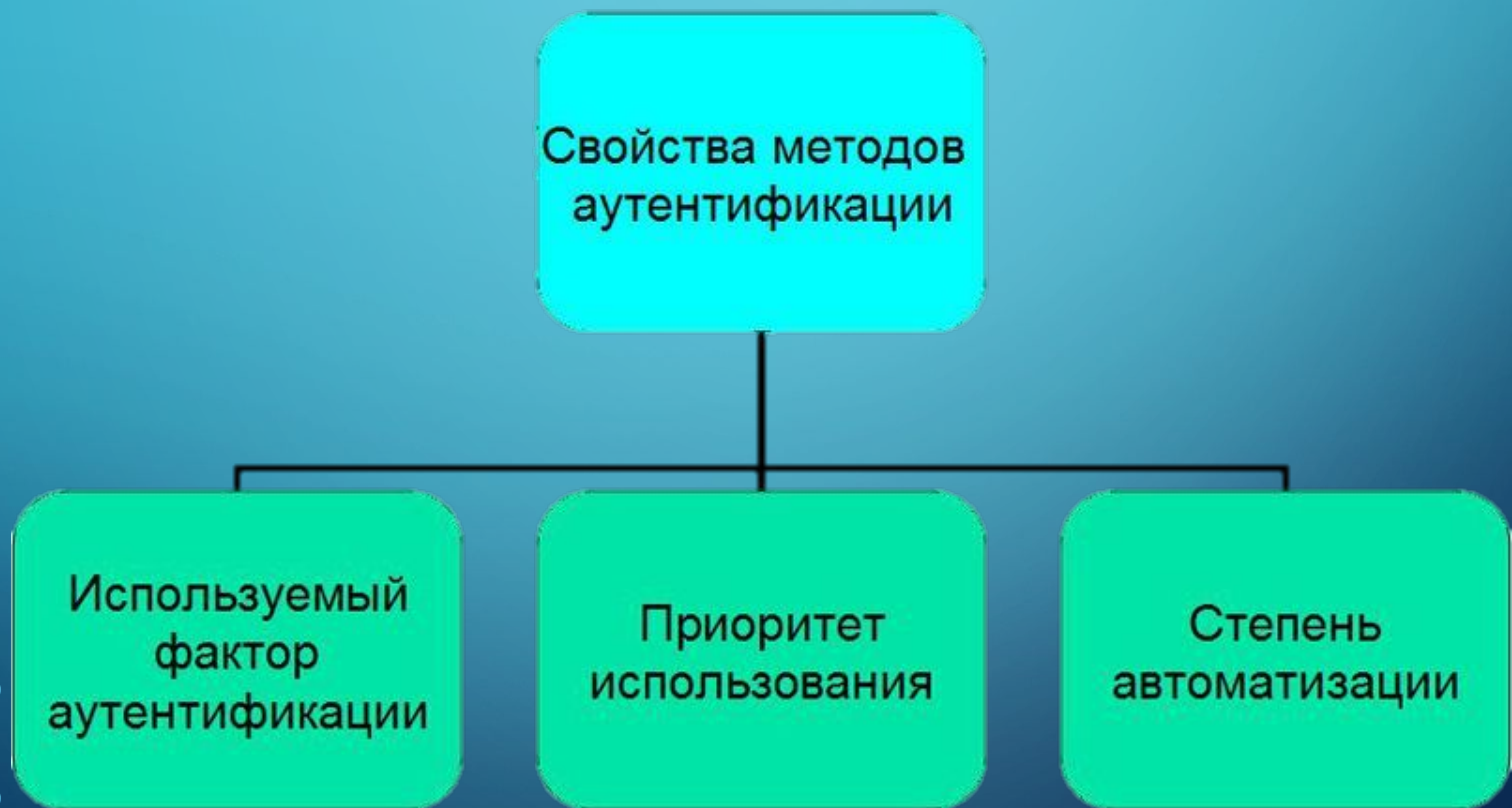 Свойства методов
аутентификации
Используемый
фактор
аутентификации
Приоритет
использования
Степень
автоматизации